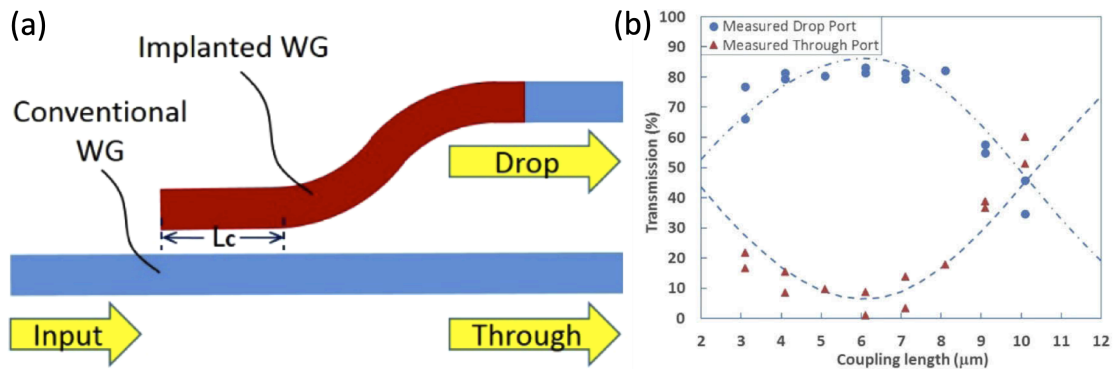 (a)
Implanted WG
Conventional
WG
Drop
Lc
Input
Through
(b)
Measured Drop Port
Measured Through Port
100
90
80
70
60
50
40
30
20
10
0
Transmission (%)
2 3 4 5 6 7 8 9 10 11 12
Coupling length (μm)